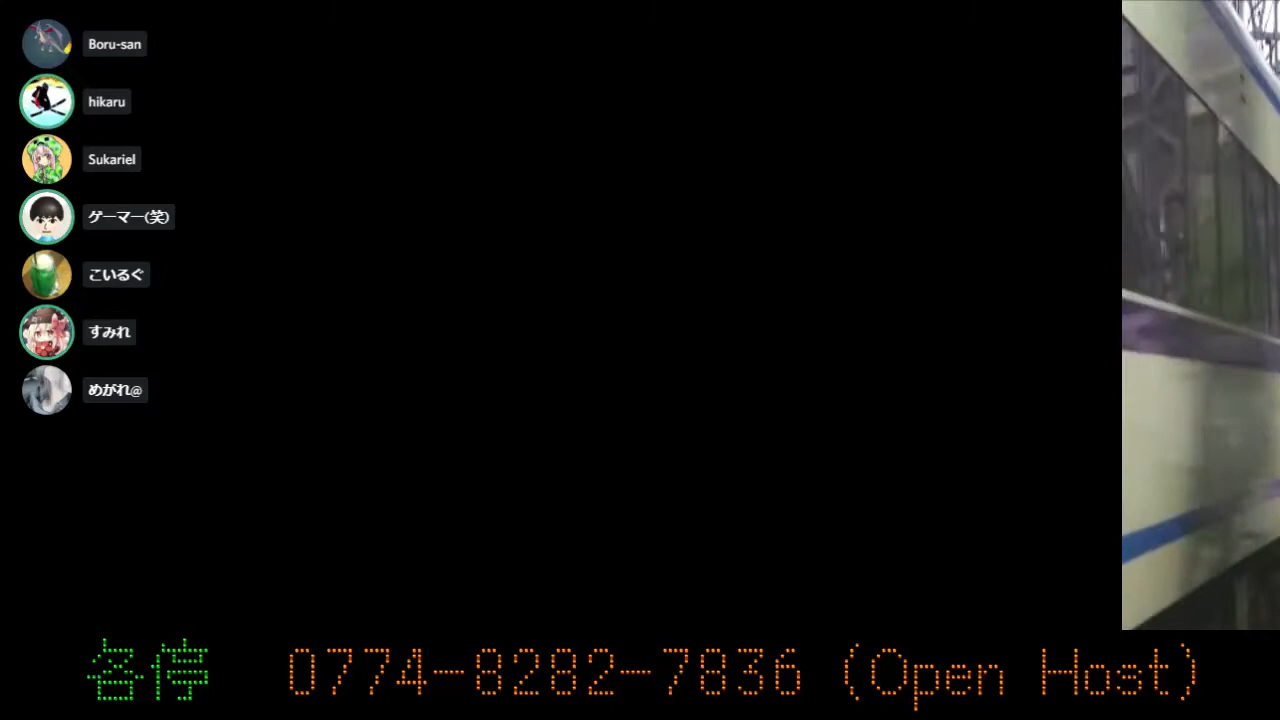 Boru-san
hikaru
Sukariel
ゲーマー(笑)
こいるぐ
すみれ
めがれ@
各停 0774-8282-7836 (Open Host)